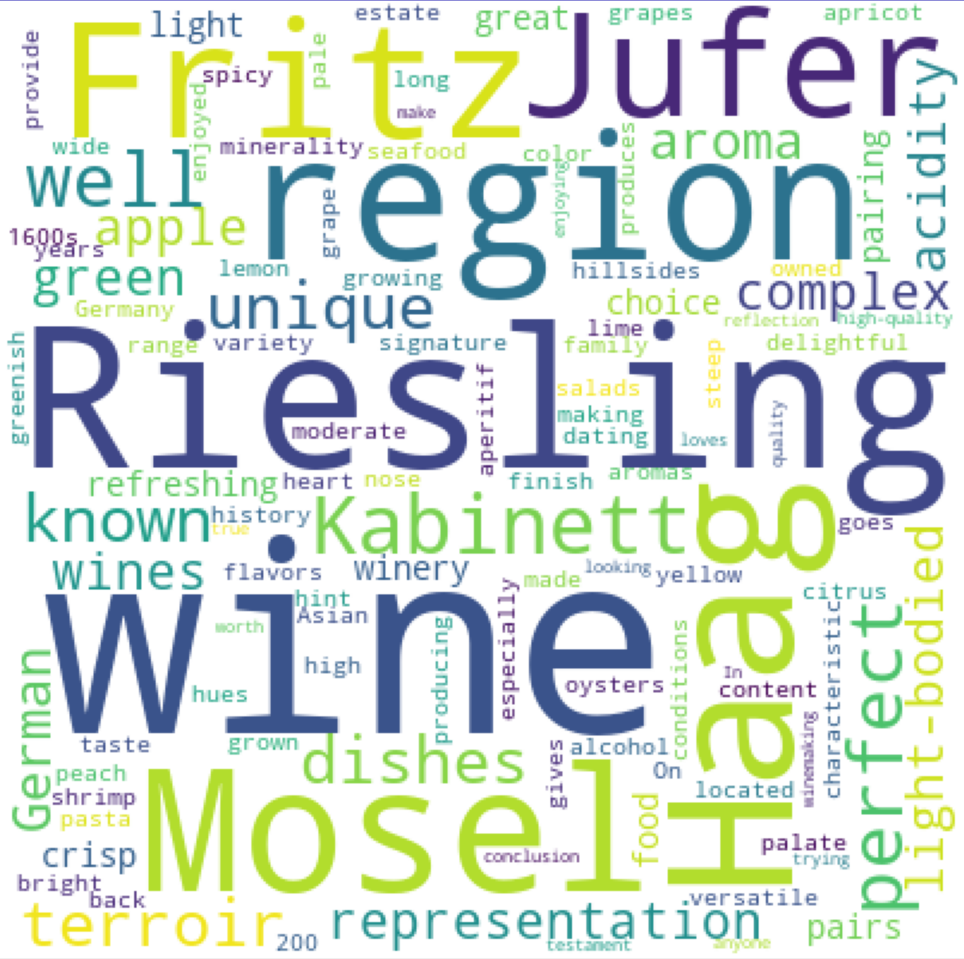 estate
great
grapes
apricot
light
Fritz
Jufer
provide
spicy
pale
long
make
enjoyed
acidity
wide
minerality
seafood
color
aroma
produces
pairing
well
region
enjoying
grape
1600s
years
apple
green
lemon
growing
hillsides
owned
complex
Germany
unique
choice
reflection
high-quality
lime
range
variety
signature
family
delightful
steep
greenish
Riesling
salads
aperitif
making
moderate
dating
loves
quality
refreshing
heart
nose
finish
aromas
known
history
true
Kabinett
Haag
goes
wines
flavors
winery
made
looking
yellow
light-bodied
hint
Asian
citrus
worth
Wine
especially
producing
conditions
characteristic
perfect
high
hues
oysters
In
content
German
taste
grown
dishes
gives
alcohol
On
located
winemaking
peach
shrimp
pasta
Mosel
food
crisp
conclusion
palate
trying
bright
back
versatile
terroir
200
representation
testament
anyone
pairs